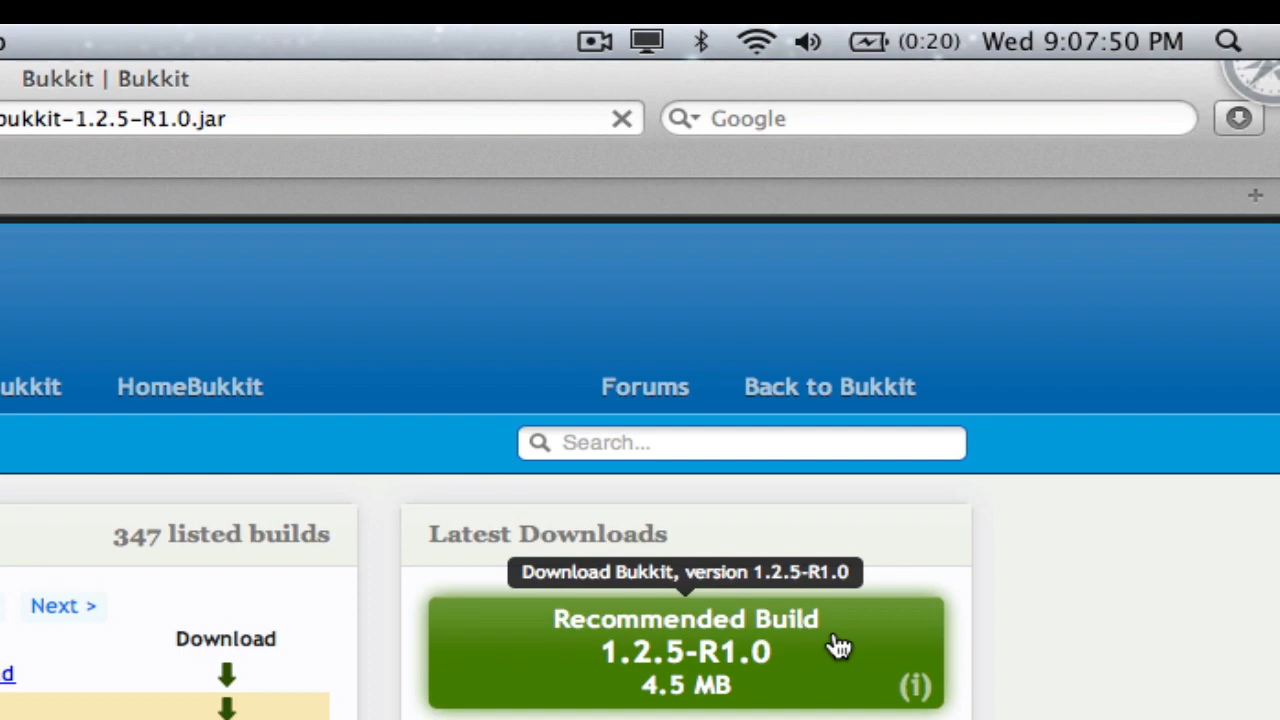 (0:20) Wed 9:07:50 PM
Bukkit | Bukkit
bukkit-1.2.5-R1.0.jar
Google
ukkit HomeBukkit Forums Back to Bukkit
Search...
347 listed builds
Next >
Download
d
Latest Downloads
Download Bukkit, version 1.2.5-R1.0
Recommended Build
1.2.5-R1.0
4.5 MB
(i)